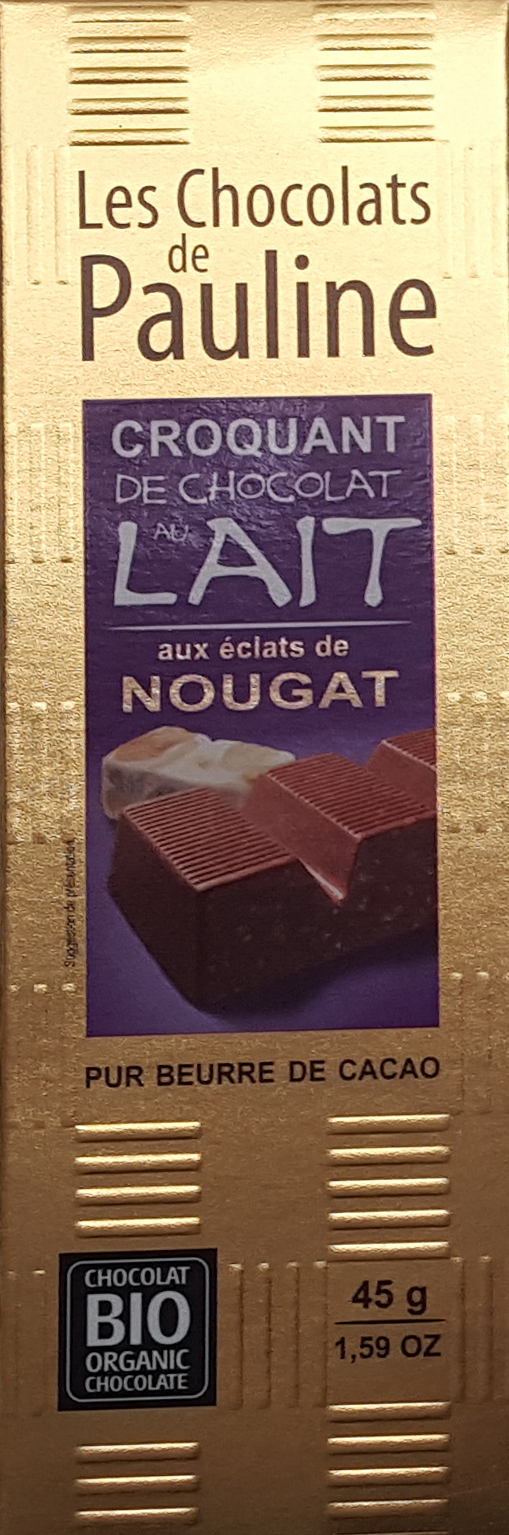 Les Chocolats
de
Pauline
CROQUANT
DE CHOCOLAT
AU
LAIT
aux éclats de
NOUGAT
Suggestion de présentation
PUR BEURRE DE CACAO
CHOCOLAT
BIO
ORGANIC
CHOCOLATE
45 g
1,59 OZ